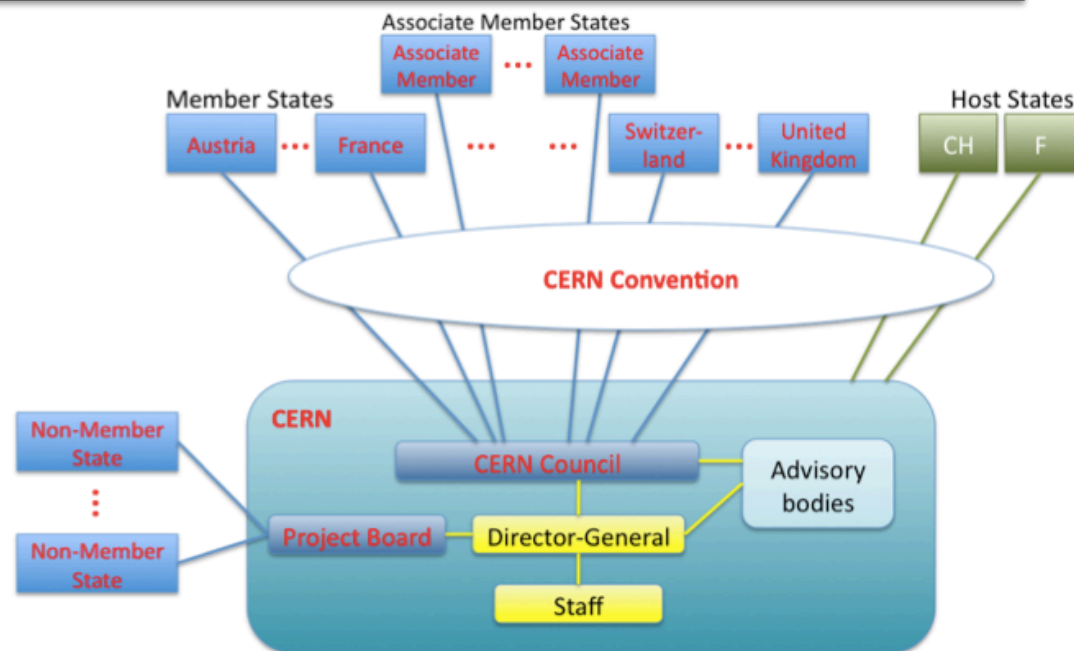 Associate Member States
Associate
Member
...
Associate
Member
Member States
Host States
Austria
...
France
...
...
Switzer-
land
...
United
Kingdom
CH
F
CERN Convention
CERN
Non-Member
State
...
Non-Member
State
CERN Council
Advisory
bodies
Project Board
Director-General
Staff